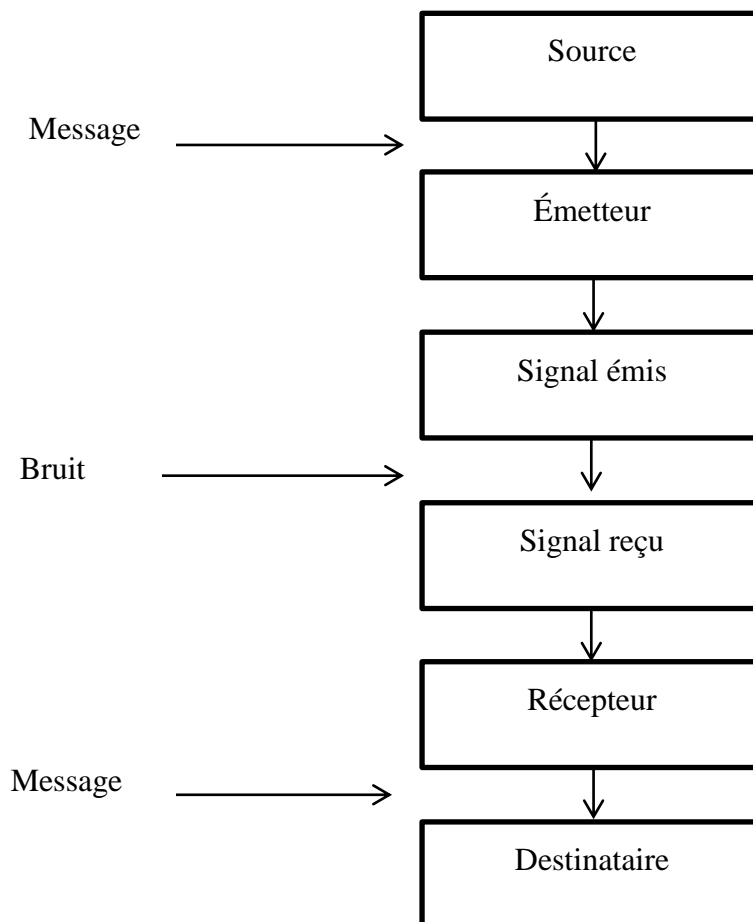 Source
Message
Émetteur
Signal émis
Bruit
Signal reçu
Récepteur
Message
Destinataire